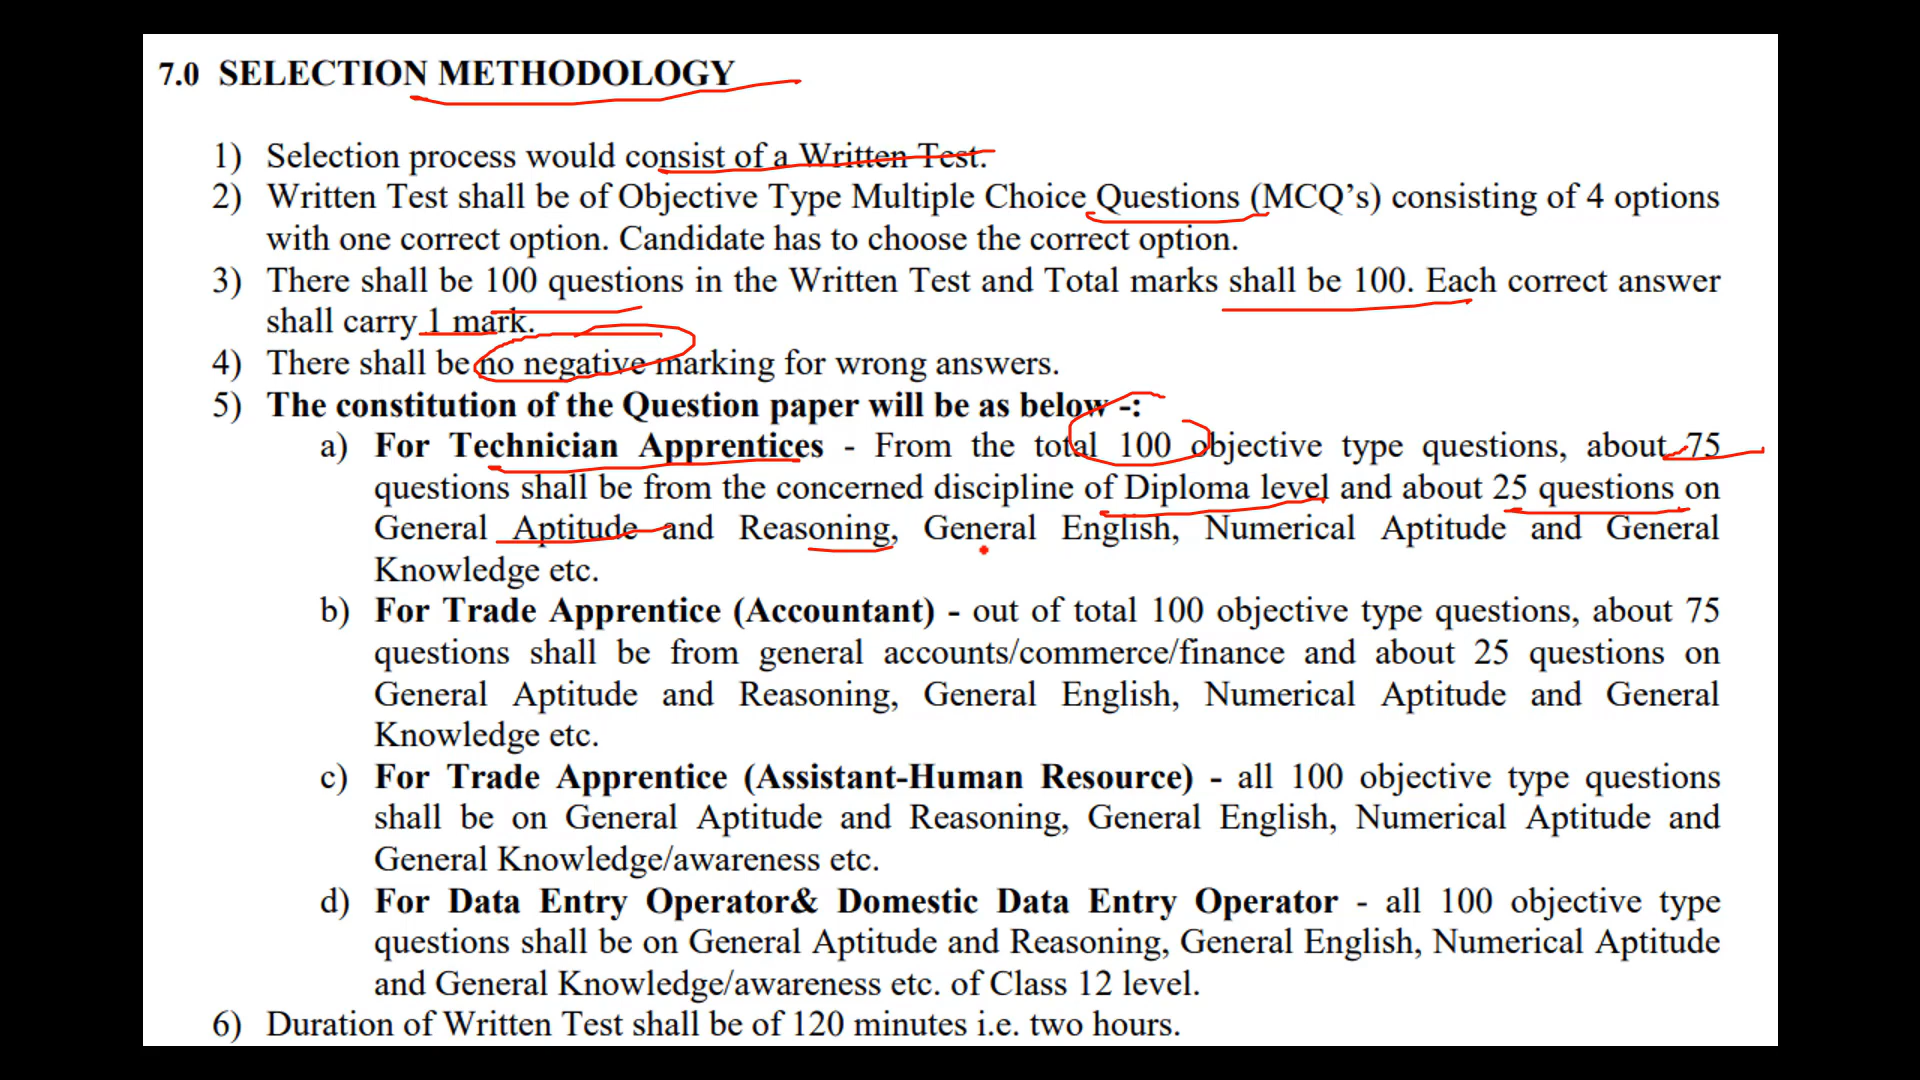 7.0 SELECTION METHODOLOGY
1) Selection process would consist of a Written Test.
2) Written Test shall be of Objective Type Multiple Choice Questions (MCQ’s) consisting of 4 options
with one correct option. Candidate has to choose the correct option.
3) There shall be 100 questions in the Written Test and Total marks shall be 100. Each correct answer
shall carry 1 mark.
4) There shall be no negative marking for wrong answers.
5) The constitution of the Question paper will be as below -:
a) For Technician Apprentices - From the total 100 objective type questions, about 75
questions shall be from the concerned discipline of Diploma level and about 25 questions on
General Aptitude and Reasoning, General English, Numerical Aptitude and General
Knowledge etc.
b) For Trade Apprentice (Accountant) - out of total 100 objective type questions, about 75
questions shall be from general accounts/commerce/finance and about 25 questions on
General Aptitude and Reasoning, General English, Numerical Aptitude and General
Knowledge etc.
c) For Trade Apprentice (Assistant-Human Resource) - all 100 objective type questions
shall be on General Aptitude and Reasoning, General English, Numerical Aptitude and
General Knowledge/awareness etc.
d) For Data Entry Operator& Domestic Data Entry Operator - all 100 objective type
questions shall be on General Aptitude and Reasoning, General English, Numerical Aptitude
and General Knowledge/awareness etc. of Class 12 level.
6) Duration of Written Test shall be of 120 minutes i.e. two hours.